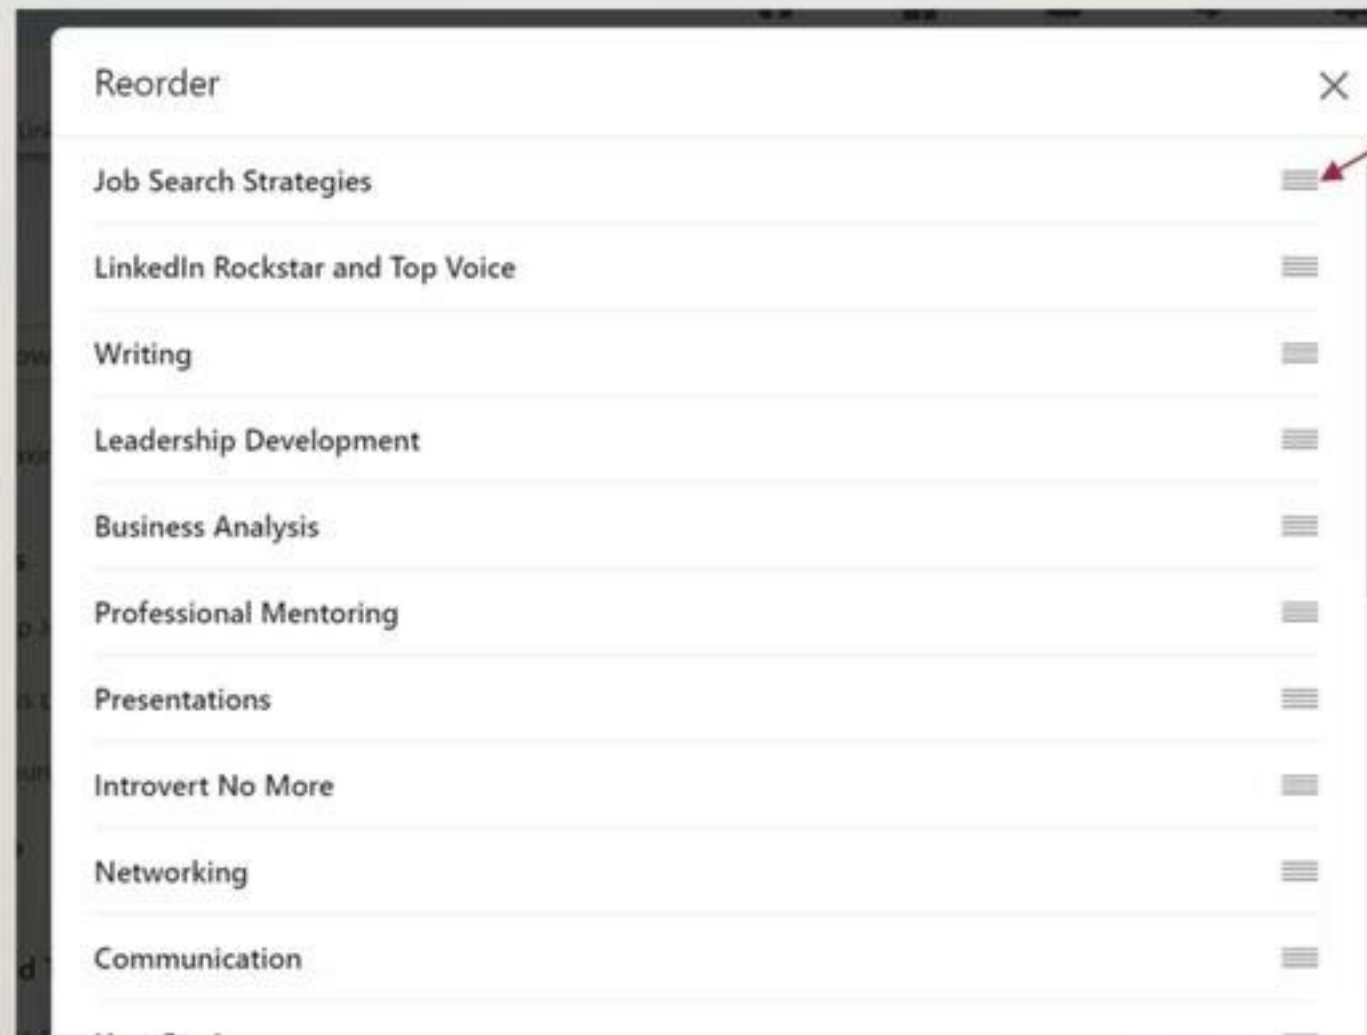 Reorder
Job Search Strategies
LinkedIn Rockstar and Top Voice
Writing
Leadership Development
Business Analysis
Professional Mentoring
Presentations
Introvert No More
Networking
Communication